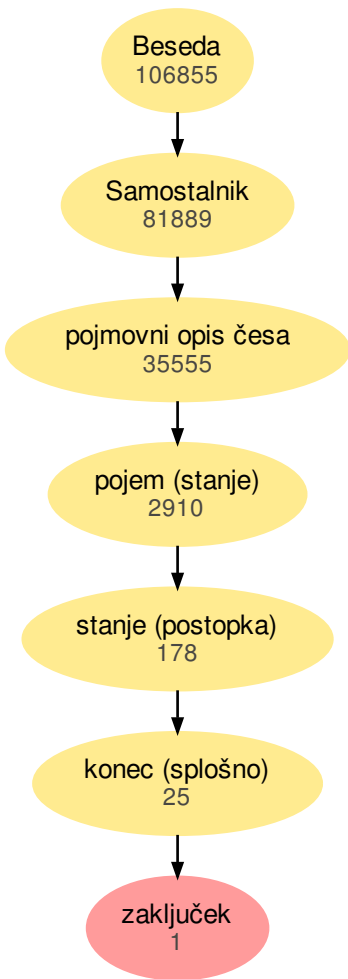 Beseda
106855
Samostalnik
81889
pojmovni opis česa
35555
pojem (stanje)
2910
stanje (postopka)
178
konec (splošno)
25
zaključek
1